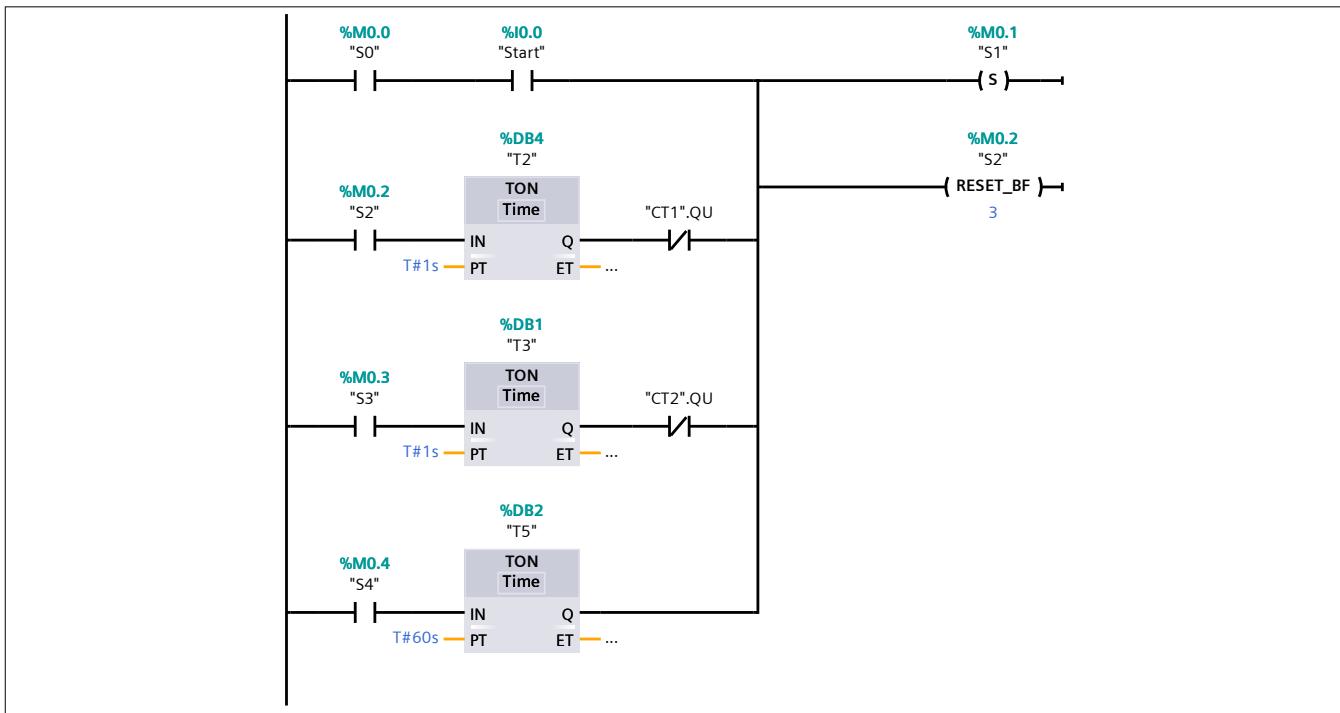 %M0.0 %I0.0 %M0.1
"S0" "Start" "S1"
( S )
%DB4 %M0.2
"T2" "S2"
%M0.2 TON ( RESET_BF )
"S2" Time "CT1".QU 3
IN Q
T#1s PT ET ...
%DB1
"T3"
%M0.3 TON
"S3" Time "CT2".QU
IN Q
T#1s PT ET ...
%DB2
"T5"
%M0.4 TON
"S4" Time
IN Q
T#60s PT ET ...